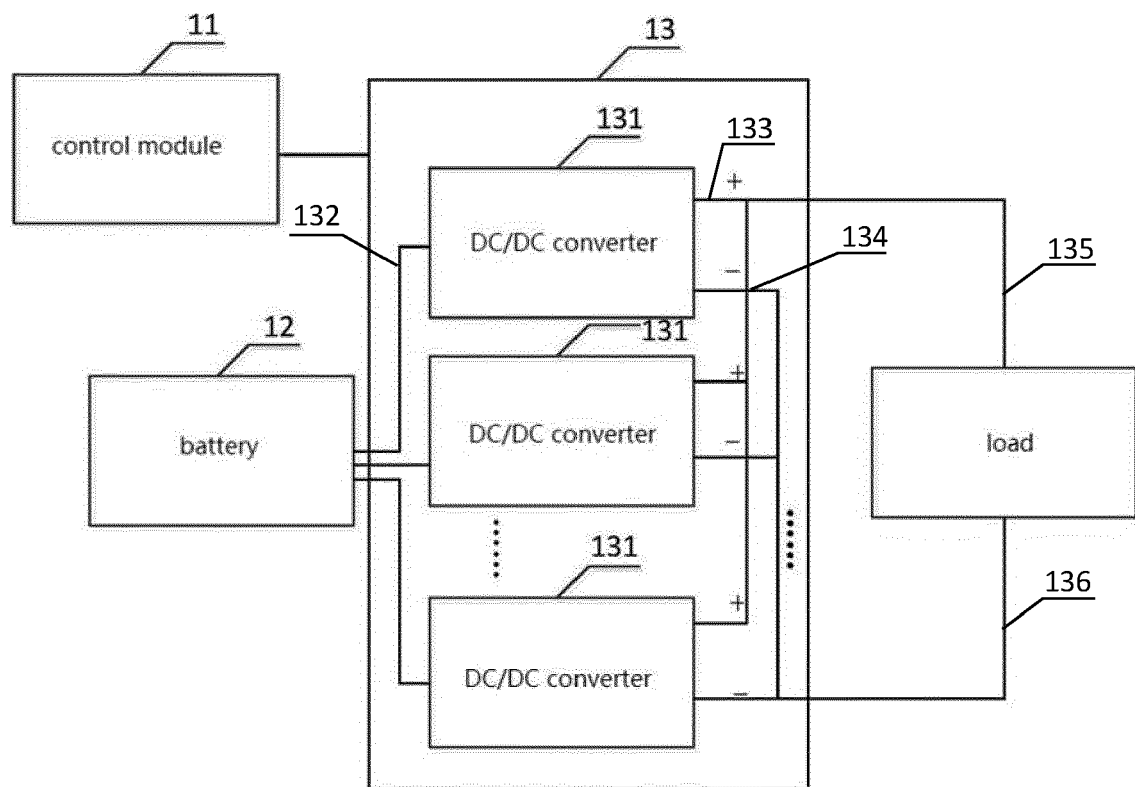 11
13
control module
131
133
+
132
DC/DC converter
134
−
135
131
12
+
battery
DC/DC converter
−
load
131
+
136
DC/DC converter
−